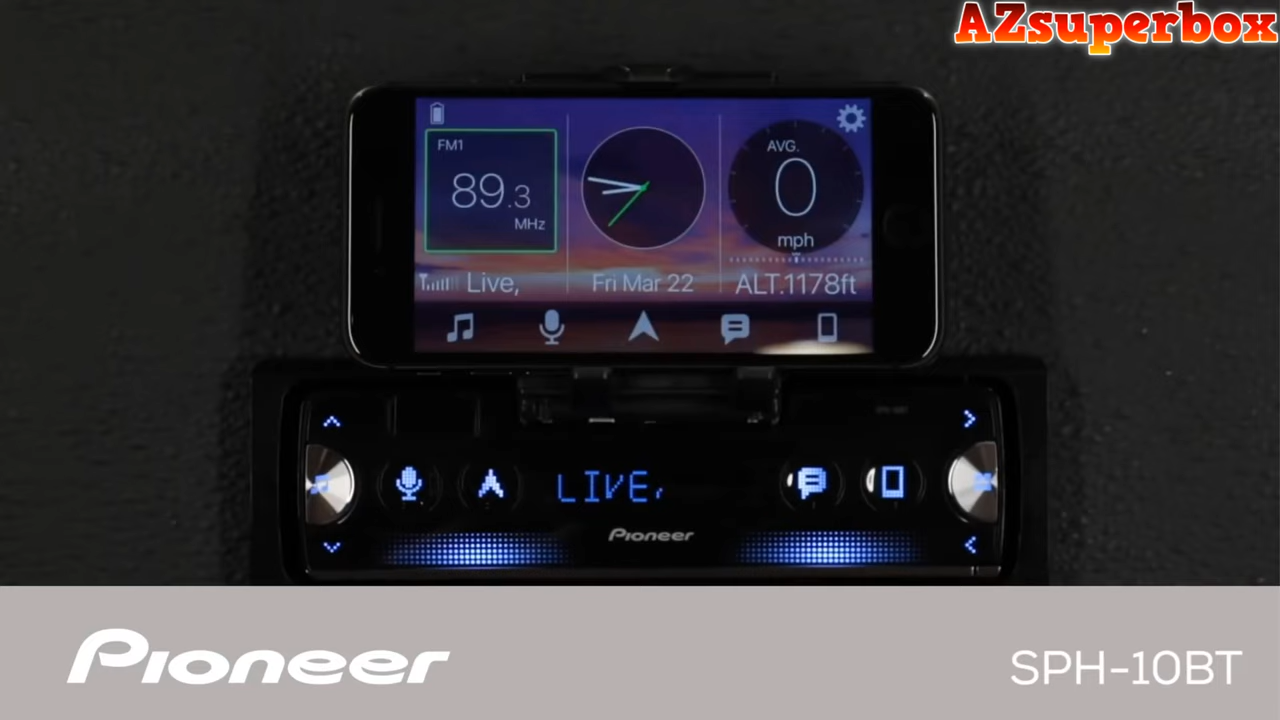 AZsuperbox
FM1
89.3
MHz
Live,
Fri Mar 22
AVG.
0
mph
ALT.1178ft
LIVE,
Pioneer
Pioneer
SPH-10BT